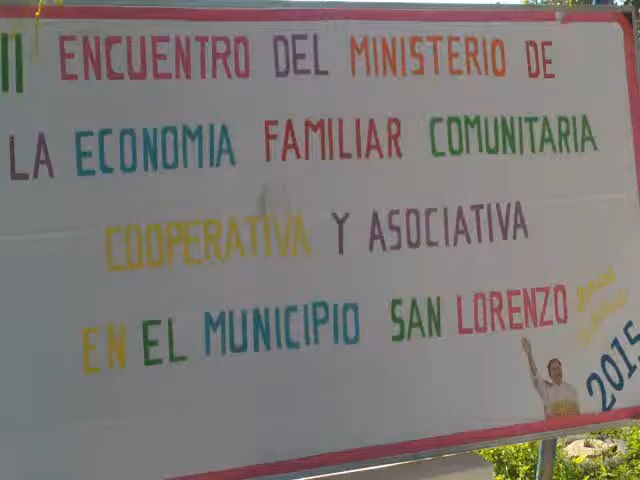 II ENCUENTRO DEL MINISTERIO DE
LA ECONOMIA FAMILIAR COMUNITARIA
COOPERATIVA Y ASOCIATIVA
EN EL MUNICIPIO SAN LORENZO
2015